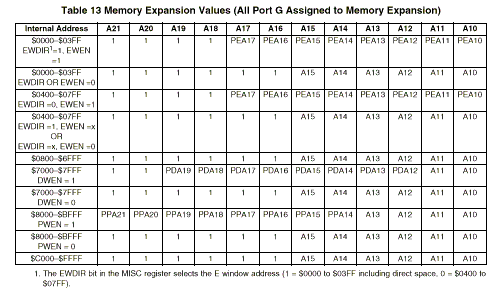 Table 13 Memory Expansion Values (All Port G Assigned to Memory Expansion)
Internal Address A21 A20 A19 A18 A17 A16 A15 A14 A13 A12 A11 A10
$0000–$03FF 1 1 1 1 PEA17 PEA16 PEA15 PEA14 PEA13 PEA12 PEA11 PEA10
EWDIR1=1, EWEN
=1
$0000–$03FF 1 1 1 1 1 1 A15 A14 A13 A12 A11 A10
EWDIR OR EWEN =0
$0400–$07FF 1 1 1 1 PEA17 PEA16 PEA15 PEA14 PEA13 PEA12 PEA11 PEA10
EWDIR =0, EWEN =1
$0400–$07FF 1 1 1 1 1 1 A15 A14 A13 A12 A11 A10
EWDIR =1, EWEN =x
OR
EWDIR =x, EWEN =0
$0800–$6FFF 1 1 1 1 1 1 A15 A14 A13 A12 A11 A10
$7000–$7FFF 1 1 PDA19 PDA18 PDA17 PDA16 PDA15 PDA14 PDA13 PDA12 A11 A10
DWEN = 1
$7000–$7FFF 1 1 1 1 1 1 A15 A14 A13 A12 A11 A10
DWEN = 0
$8000–$BFFF PPA21 PPA20 PPA19 PPA18 PPA17 PPA16 PPA15 PPA14 A13 A12 A11 A10
PWEN = 1
$8000–$BFFF 1 1 1 1 1 1 A15 A14 A13 A12 A11 A10
PWEN = 0
$C000–$FFFF 1 1 1 1 1 1 A15 A14 A13 A12 A11 A10
1. The EWDIR bit in the MISC register selects the E window address (1 = $0000 to $03FF including direct space, 0 = $0400 to
$07FF).